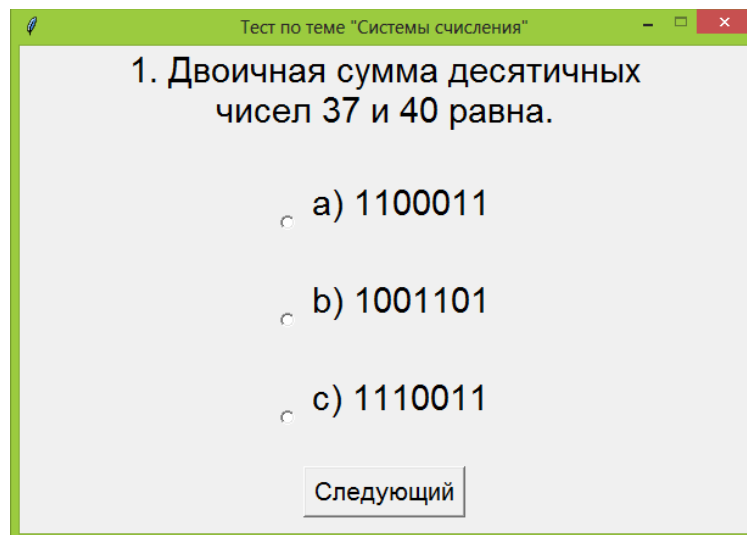 Тест по теме "Системы счисления"
1. Двоичная сумма десятичных
чисел 37 и 40 равна.
a) 1100011
b) 1001101
c) 1110011
Следующий